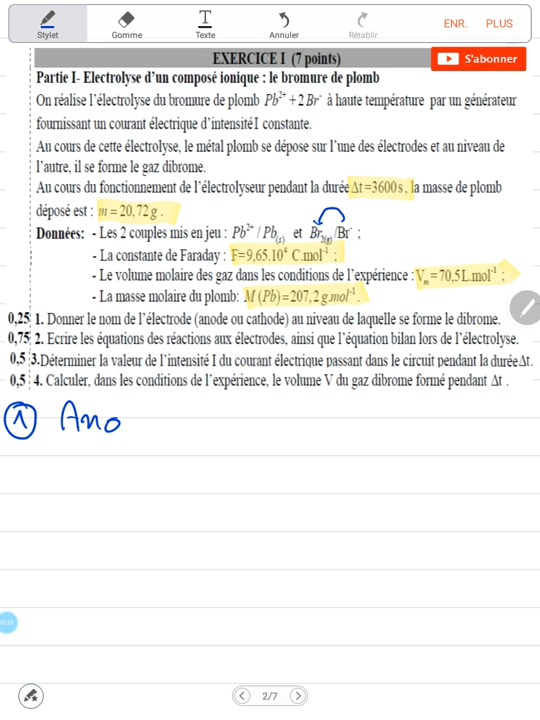 Stylet
Gomme
T
Texte
Annuler
Rétablir
ENR.
PLUS
EXERCICE I (7 points)
S'abonner
Partie I- Electrolyse d'un composé ionique : le bromure de plomb
On réalise l'électrolyse du bromure de plomb Pb²⁺ + 2 Br⁻ à haute température par un générateur
fournissant un courant électrique d'intensité I constante.
Au cours de cette électrolyse, le métal plomb se dépose sur l'une des électrodes et au niveau de
l'autre, il se forme le gaz dibrome.
Au cours du fonctionnement de l'électrolyseur pendant la durée Δt=3600s, la masse de plomb
déposé est : m = 20,72 g .
Données: - Les 2 couples mis en jeu : Pb²⁺ / Pb₍ₛ₎ et Br₂₍g₎/Br⁻ ;
- La constante de Faraday : F=9,65.10⁴ C.mol⁻¹ ;
- Le volume molaire des gaz dans les conditions de l'expérience : Vₘ = 70,5 L.mol⁻¹ ;
- La masse molaire du plomb: M (Pb)=207,2 g.mol⁻¹ .
0,25 1. Donner le nom de l'électrode (anode ou cathode) au niveau de laquelle se forme le dibrome.
0,75 2. Ecrire les équations des réactions aux électrodes, ainsi que l'équation bilan lors de l'électrolyse.
0,5 3.Déterminer la valeur de l'intensité I du courant électrique passant dans le circuit pendant la durée Δt.
0,5 4. Calculer, dans les conditions de l'expérience, le volume V du gaz dibrome formé pendant Δt .
1 Ano
2/7